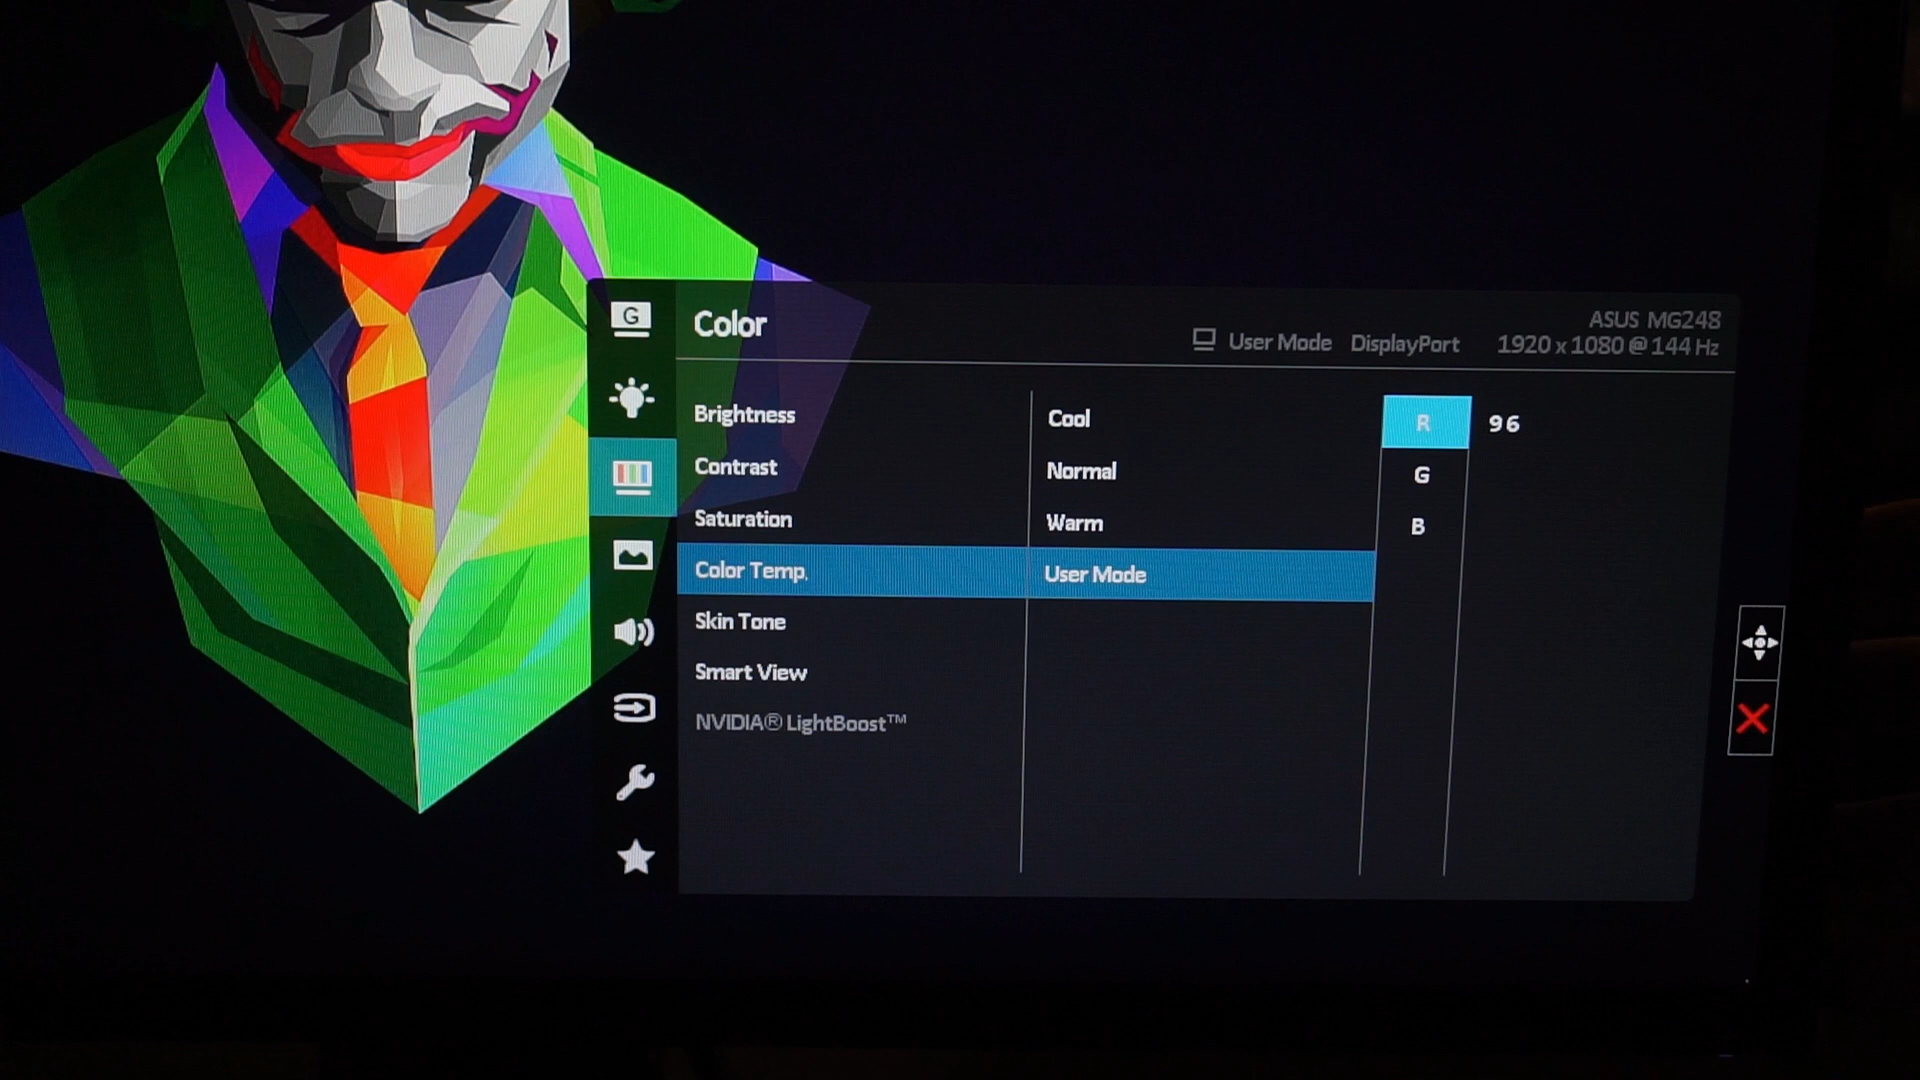 G
Color
ASUS MG248
User Mode DisplayPort 1920 x 1080 @ 144 Hz
Brightness
Contrast
Saturation
Color Temp.
Skin Tone
Smart View
NVIDIA® LightBoost™
Cool
Normal
Warm
User Mode
R 96
G
B